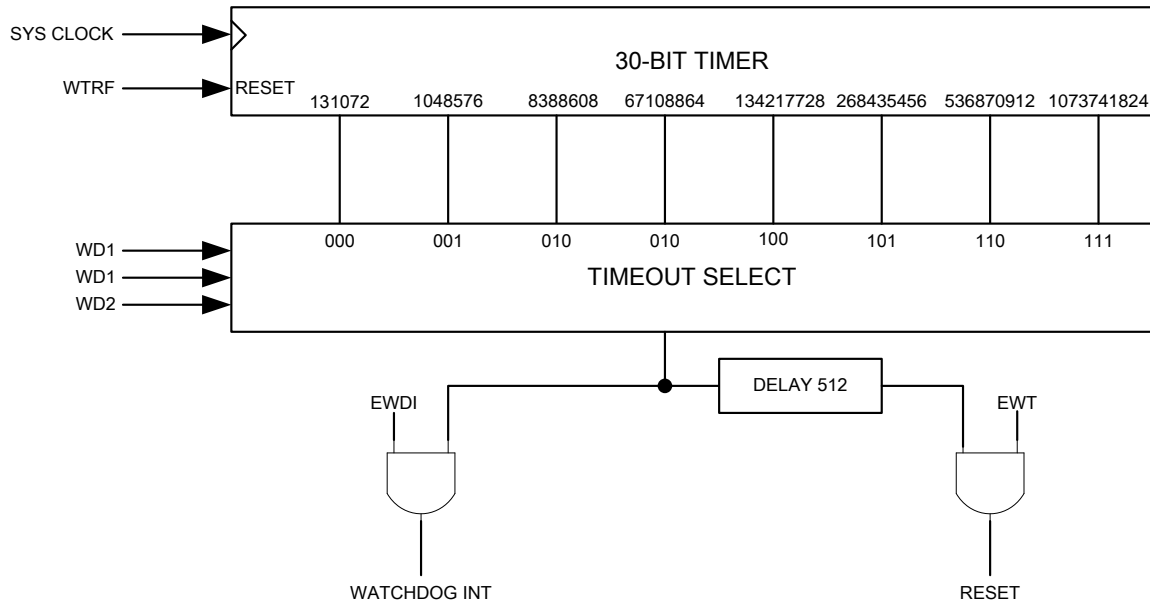 SYS CLOCK
30-BIT TIMER
WTRF
RESET
131072 1048576 8388608 67108864 134217728 268435456 536870912 1073741824
000 001 010 010 100 101 110 111
WD1
WD1
TIMEOUT SELECT
WD2
DELAY 512
EWDI
EWT
WATCHDOG INT
RESET